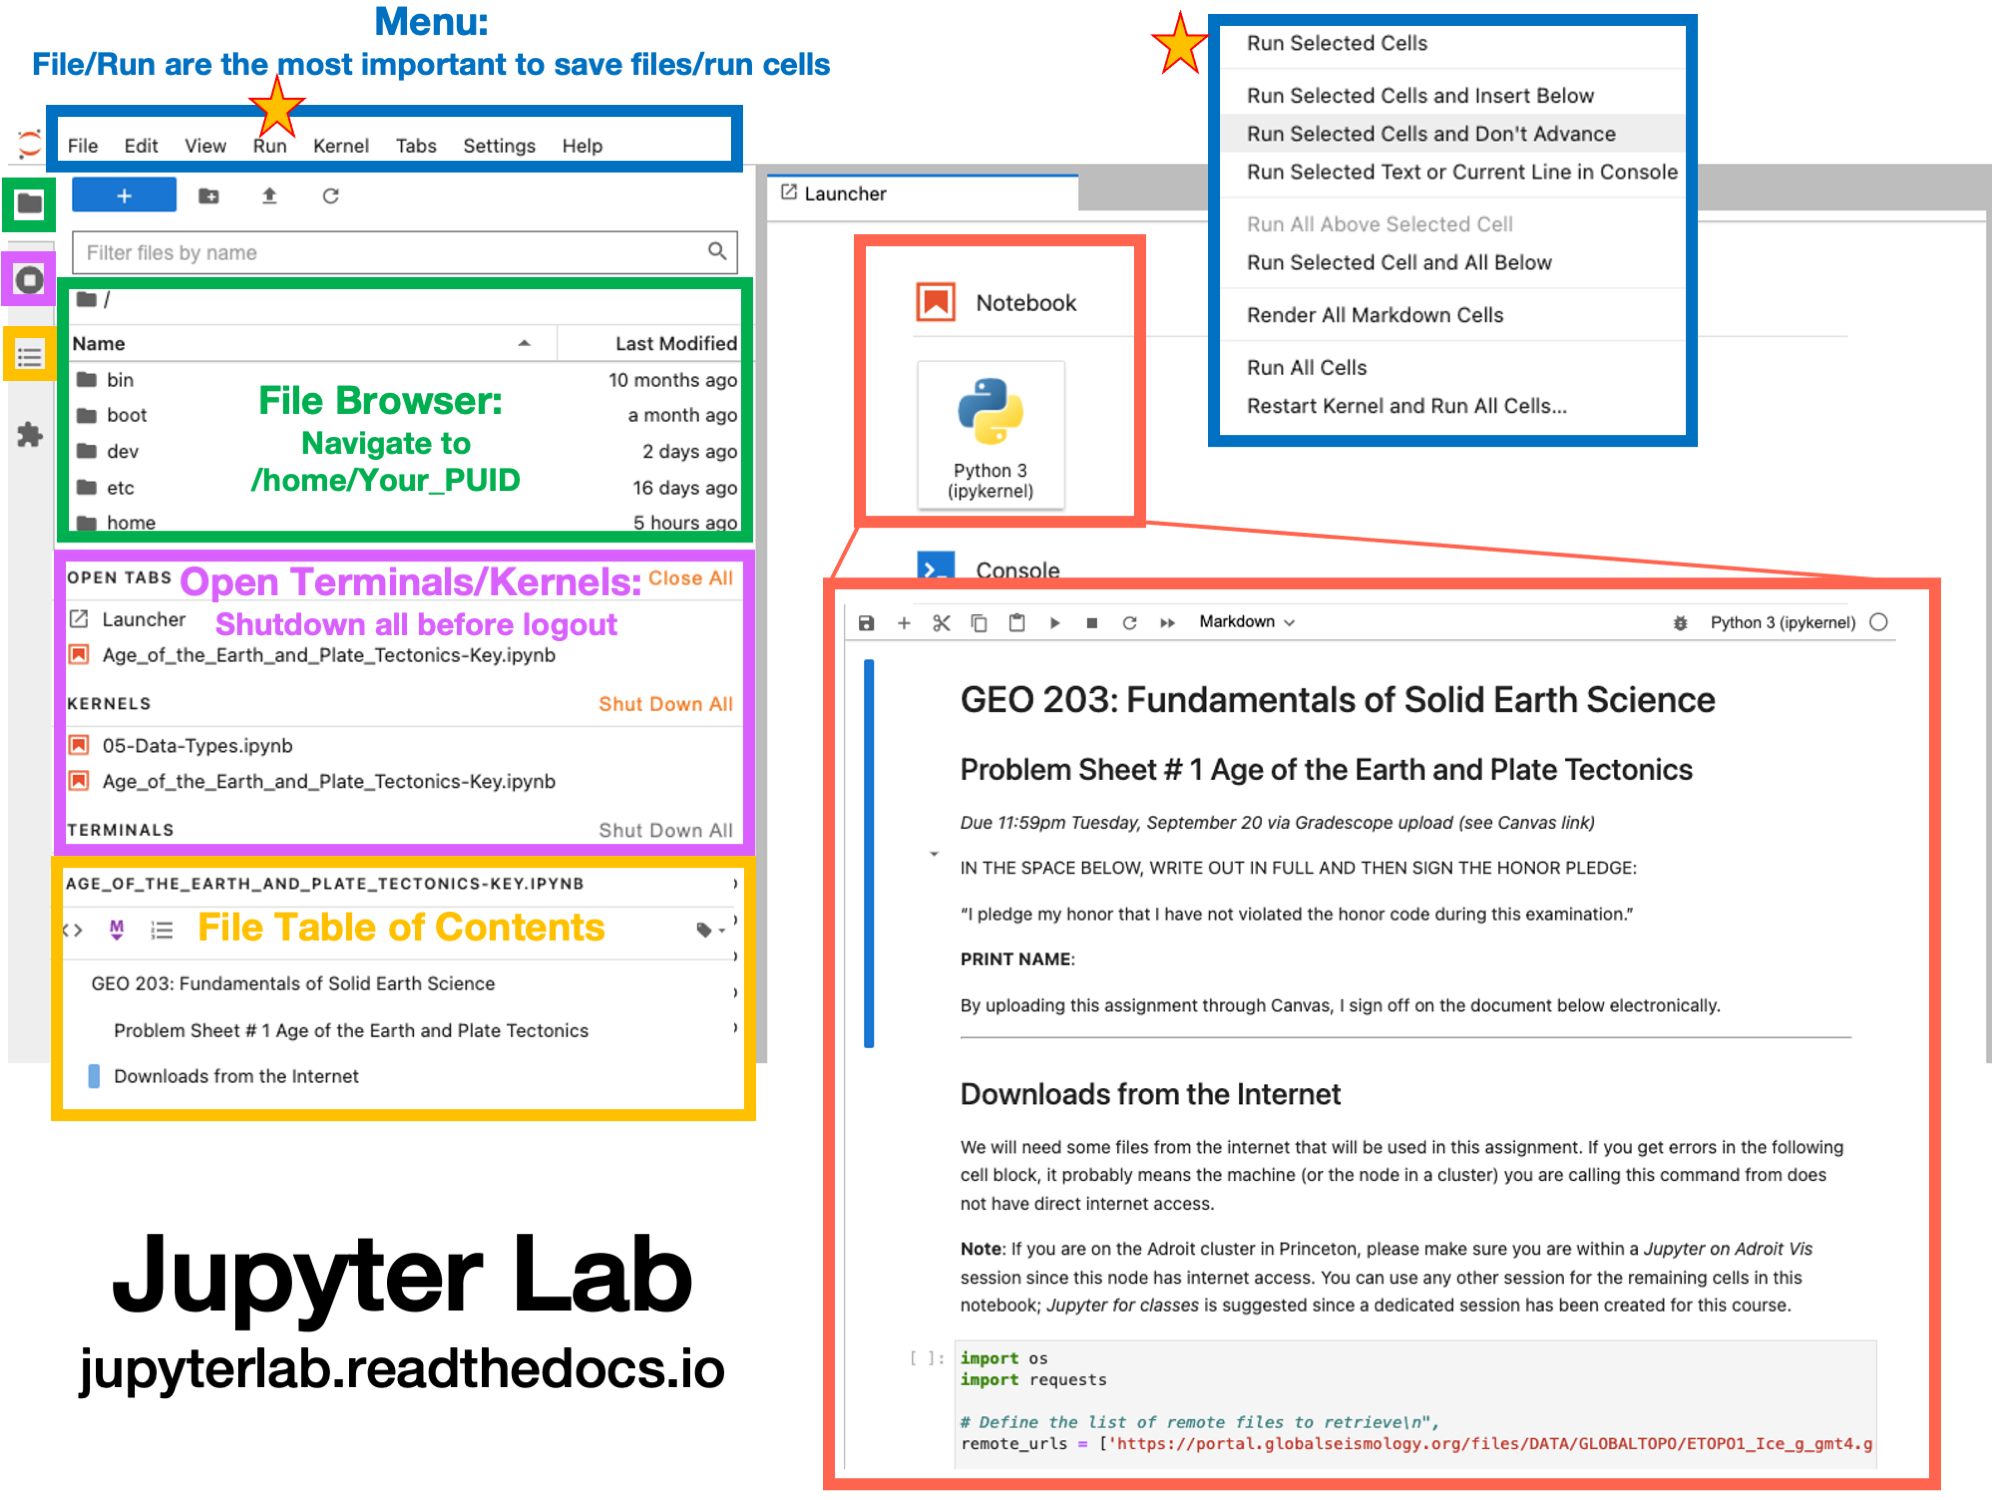 Menu:
File/Run are the most important to save files/run cells
File Edit View Run Kernel Tabs Settings Help
+
Filter files by name
/
Name Last Modified
bin 10 months ago
boot a month ago
dev 2 days ago
etc 16 days ago
home 5 hours ago
File Browser:
Navigate to
/home/Your_PUID
OPEN TABS Close All
Open Terminals/Kernels:
Shutdown all before logout
Launcher
Age_of_the_Earth_and_Plate_Tectonics-Key.ipynb
KERNELS Shut Down All
05-Data-Types.ipynb
Age_of_the_Earth_and_Plate_Tectonics-Key.ipynb
TERMINALS Shut Down All
AGE_OF_THE_EARTH_AND_PLATE_TECTONICS-KEY.IPYNB
File Table of Contents
GEO 203: Fundamentals of Solid Earth Science
Problem Sheet # 1 Age of the Earth and Plate Tectonics
Downloads from the Internet
Jupyter Lab
jupyterlab.readthedocs.io
Launcher
Notebook
Python 3
(ipykernel)
Console
Run Selected Cells
Run Selected Cells and Insert Below
Run Selected Cells and Don't Advance
Run Selected Text or Current Line in Console
Run All Above Selected Cell
Run Selected Cell and All Below
Render All Markdown Cells
Run All Cells
Restart Kernel and Run All Cells...
Markdown Python 3 (ipykernel)
GEO 203: Fundamentals of Solid Earth Science
Problem Sheet # 1 Age of the Earth and Plate Tectonics
Due 11:59pm Tuesday, September 20 via Gradescope upload (see Canvas link)
IN THE SPACE BELOW, WRITE OUT IN FULL AND THEN SIGN THE HONOR PLEDGE:
“I pledge my honor that I have not violated the honor code during this examination.”
PRINT NAME:
By uploading this assignment through Canvas, I sign off on the document below electronically.
Downloads from the Internet
We will need some files from the internet that will be used in this assignment. If you get errors in the following
cell block, it probably means the machine (or the node in a cluster) you are calling this command from does
not have direct internet access.
Note: If you are on the Adroit cluster in Princeton, please make sure you are within a Jupyter on Adroit Vis
session since this node has internet access. You can use any other session for the remaining cells in this
notebook; Jupyter for classes is suggested since a dedicated session has been created for this course.
[ ]: import os
import requests
# Define the list of remote files to retrieve\n",
remote_urls = ['https://portal.globalseismology.org/files/DATA/GLOBALTOPO/ETOPO1_Ice_g_gmt4.g